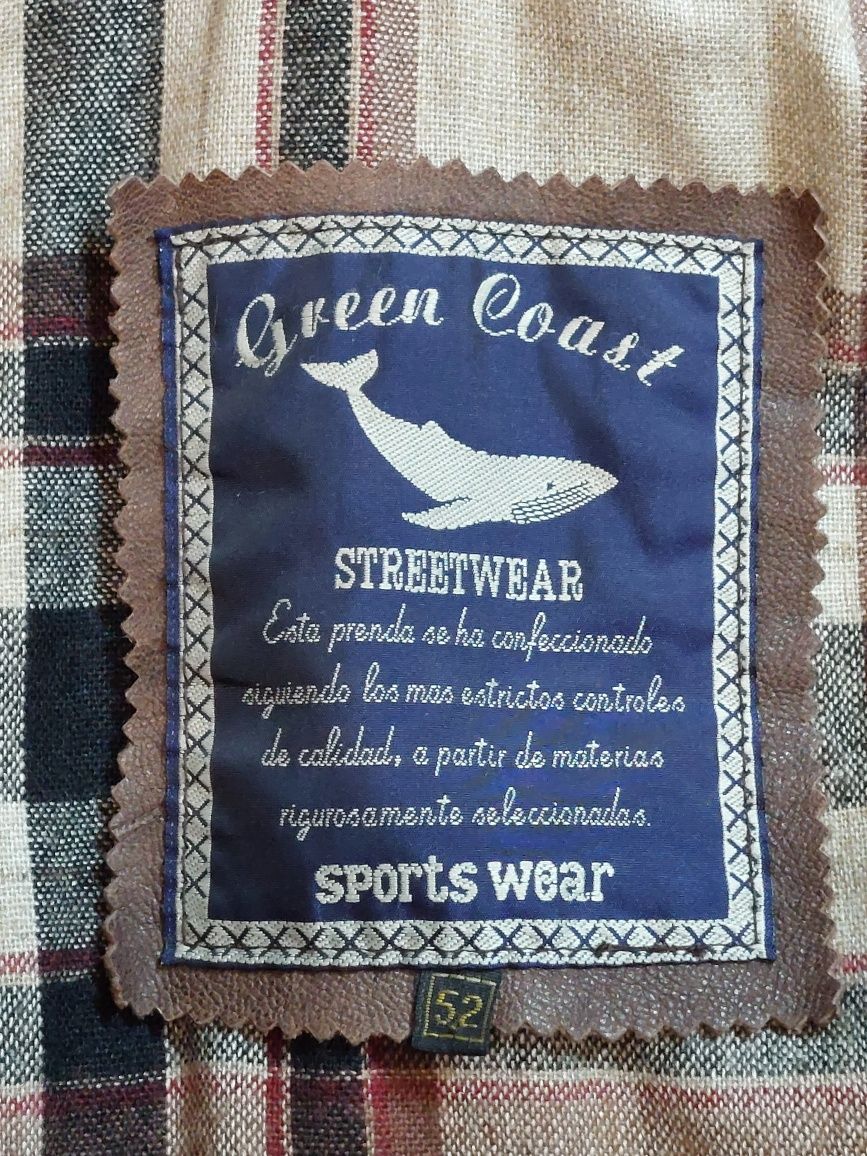 Green Coast
STREETWEAR
Esta prenda se ha confeccionado
siguiendo los mas estrictos controles
de calidad, a partir de materias
rigurosamente seleccionadas.
sports wear
52